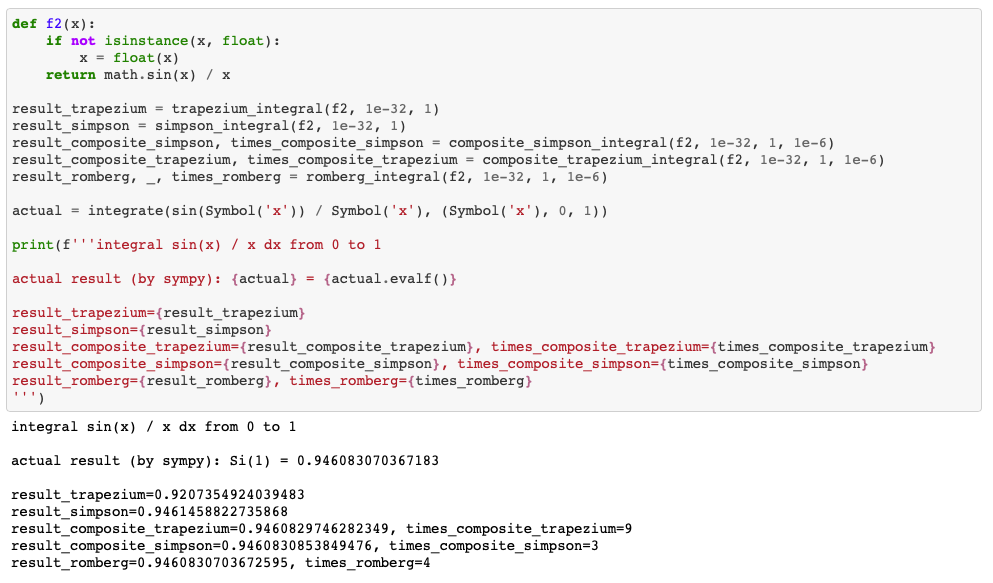 def f2(x):
    if not isinstance(x, float):
        x = float(x)
    return math.sin(x) / x

result_trapezium = trapezium_integral(f2, 1e-32, 1)
result_simpson = simpson_integral(f2, 1e-32, 1)
result_composite_simpson, times_composite_simpson = composite_simpson_integral(f2, 1e-32, 1, 1e-6)
result_composite_trapezium, times_composite_trapezium = composite_trapezium_integral(f2, 1e-32, 1, 1e-6)
result_romberg, _, times_romberg = romberg_integral(f2, 1e-32, 1, 1e-6)

actual = integrate(sin(Symbol('x')) / Symbol('x'), (Symbol('x'), 0, 1))

print(f'''integral sin(x) / x dx from 0 to 1

actual result (by sympy): {actual} = {actual.evalf()}

result_trapezium={result_trapezium}
result_simpson={result_simpson}
result_composite_trapezium={result_composite_trapezium}, times_composite_trapezium={times_composite_trapezium}
result_composite_simpson={result_composite_simpson}, times_composite_simpson={times_composite_simpson}
result_romberg={result_romberg}, times_romberg={times_romberg}
''')
integral sin(x) / x dx from 0 to 1

actual result (by sympy): Si(1) = 0.946083070367183

result_trapezium=0.9207354924039483
result_simpson=0.9461458822735868
result_composite_trapezium=0.9460829746282349, times_composite_trapezium=9
result_composite_simpson=0.9460830853849476, times_composite_simpson=3
result_romberg=0.9460830703672595, times_romberg=4